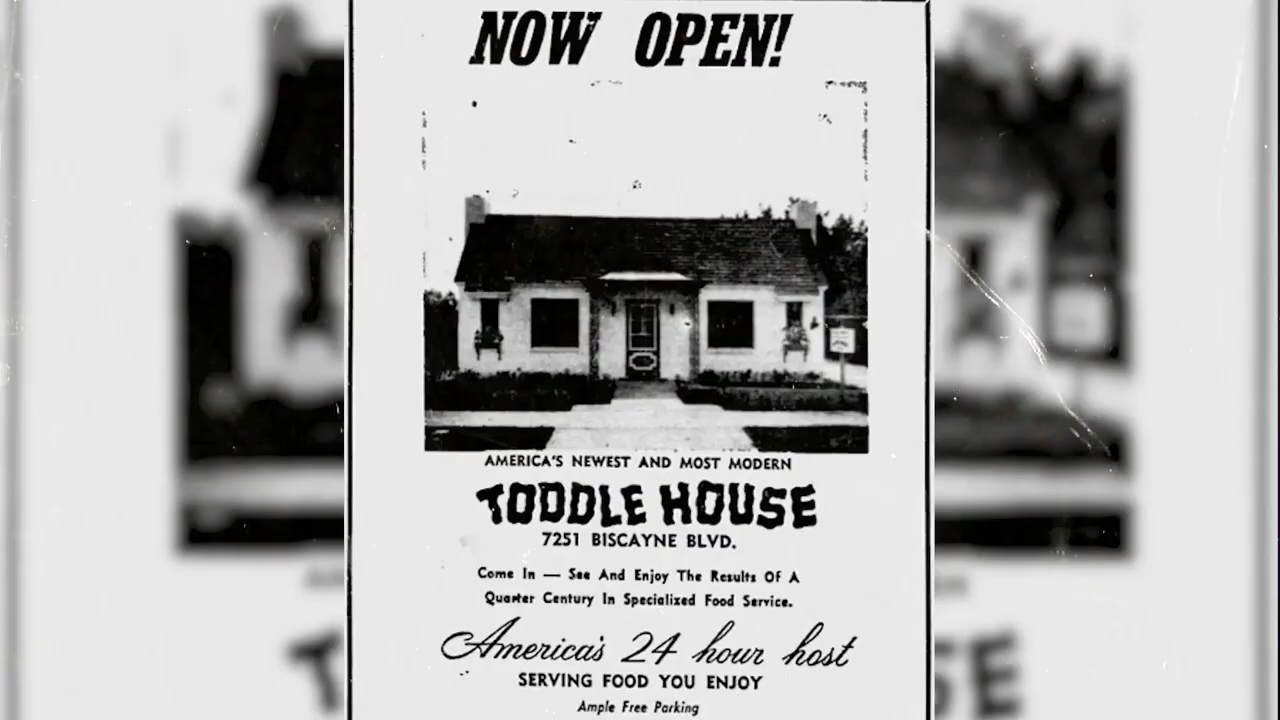 NOW OPEN!
AMERICA'S NEWEST AND MOST MODERN
TODDLE HOUSE
7251 BISCAYNE BLVD.
Come In — See And Enjoy The Results Of A
Quarter Century In Specialized Food Service.
America's 24 hour host
SERVING FOOD YOU ENJOY
Ample Free Parking